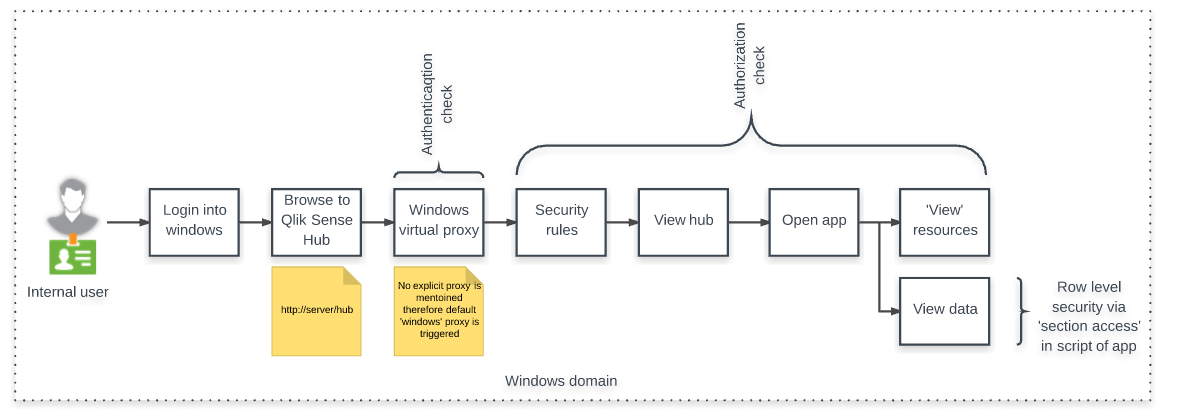 Authenticaqtion
check
Authorization
check
Internal user
Login into
windows
Browse to
Qlik Sense
Hub
Windows
virtual proxy
Security
rules
View hub
Open app
'View'
resources
http://server/hub
No explicit proxy is
mentoined
therefore default
'windows' proxy is
triggered
View data
Row level
security via
'section access'
in script of app
Windows domain